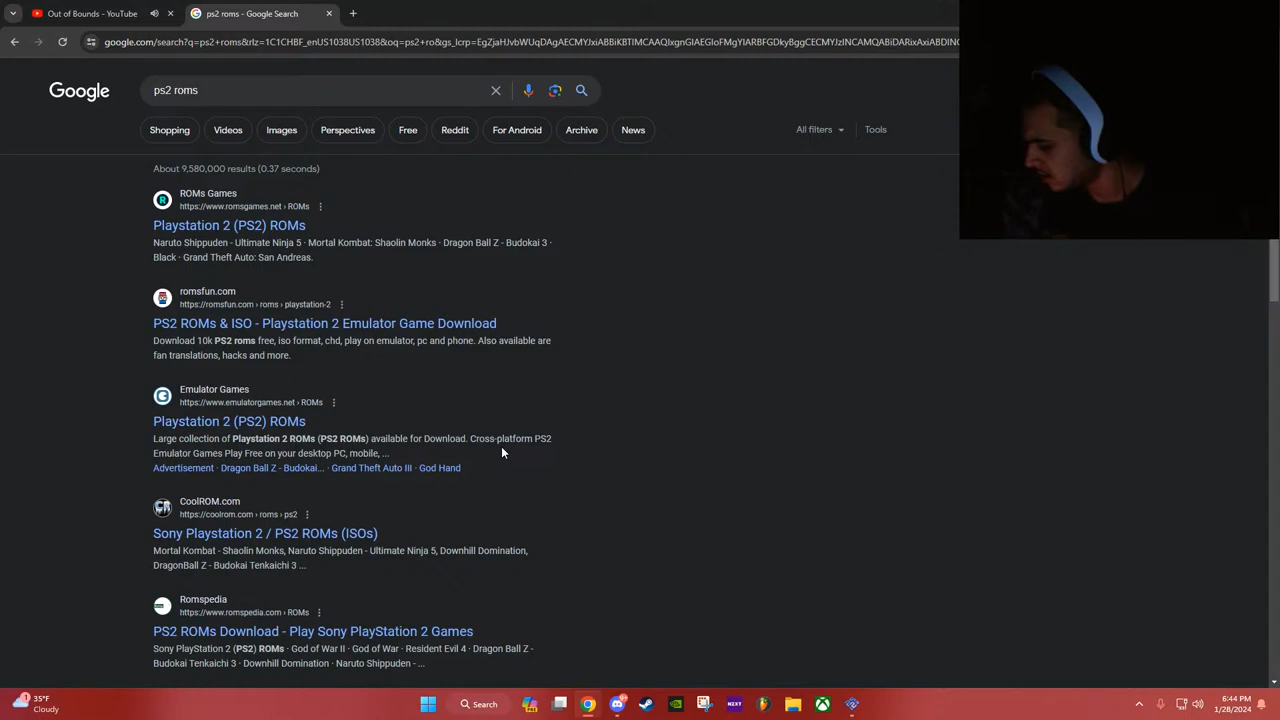 Out of Bounds - YouTube
ps2 roms - Google Search
google.com/search?q=ps2+roms&rlz=1C1CHBF_enUS1038US1038&oq=ps2+ro&gs_lcrp=
Google
ps2 roms
Shopping
Videos
Images
Perspectives
Free
Reddit
For Android
Archive
News
All filters
Tools
About 9,580,000 results (0.37 seconds)
ROMs Games
https://www.romsgames.net › ROMs
Playstation 2 (PS2) ROMs
Naruto Shippuden - Ultimate Ninja 5 · Mortal Kombat: Shaolin Monks · Dragon Ball Z - Budokai 3 ·
Black · Grand Theft Auto: San Andreas.
romsfun.com
https://romsfun.com › roms › playstation-2
PS2 ROMs & ISO - Playstation 2 Emulator Game Download
Download 10k PS2 roms free, iso format, chd, play on emulator, pc and phone. Also available are
fan translations, hacks and more.
Emulator Games
https://www.emulatorgames.net › ROMs
Playstation 2 (PS2) ROMs
Large collection of Playstation 2 ROMs (PS2 ROMs) available for Download. Cross-platform PS2
Emulator Games Play Free on your desktop PC, mobile, ...
Advertisement · Dragon Ball Z - Budokai... · Grand Theft Auto III · God Hand
CoolROM.com
https://coolrom.com › roms › ps2
Sony Playstation 2 / PS2 ROMs (ISOs)
Mortal Kombat - Shaolin Monks, Naruto Shippuden - Ultimate Ninja 5, Downhill Domination,
DragonBall Z - Budokai Tenkaichi 3 ...
Romspedia
https://www.romspedia.com › ROMs
PS2 ROMs Download - Play Sony PlayStation 2 Games
Sony PlayStation 2 (PS2) ROMs · God of War II · God of War · Resident Evil 4 · Dragon Ball Z -
Budokai Tenkaichi 3 · Downhill Domination · Naruto Shippuden - ...
1
35°F
Cloudy
Search
NZXT
6:44 PM
1/28/2024